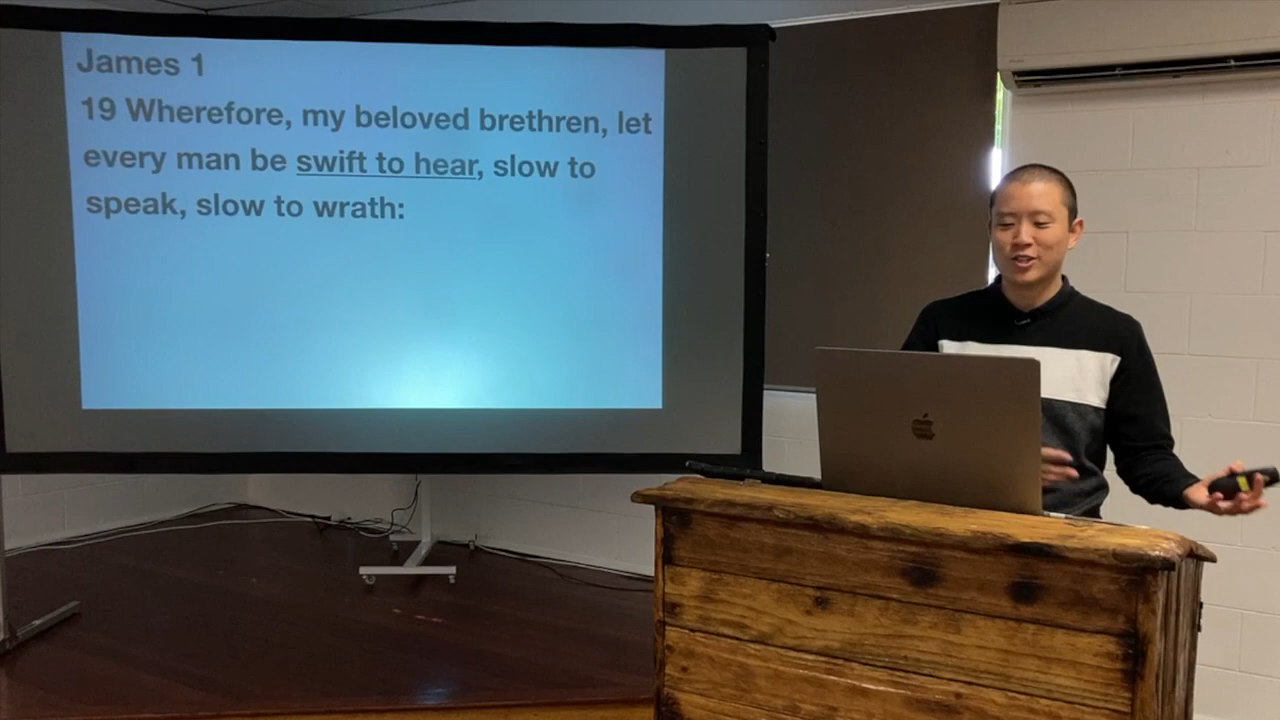 James 1
19 Wherefore, my beloved brethren, let
every man be swift to hear, slow to
speak, slow to wrath: